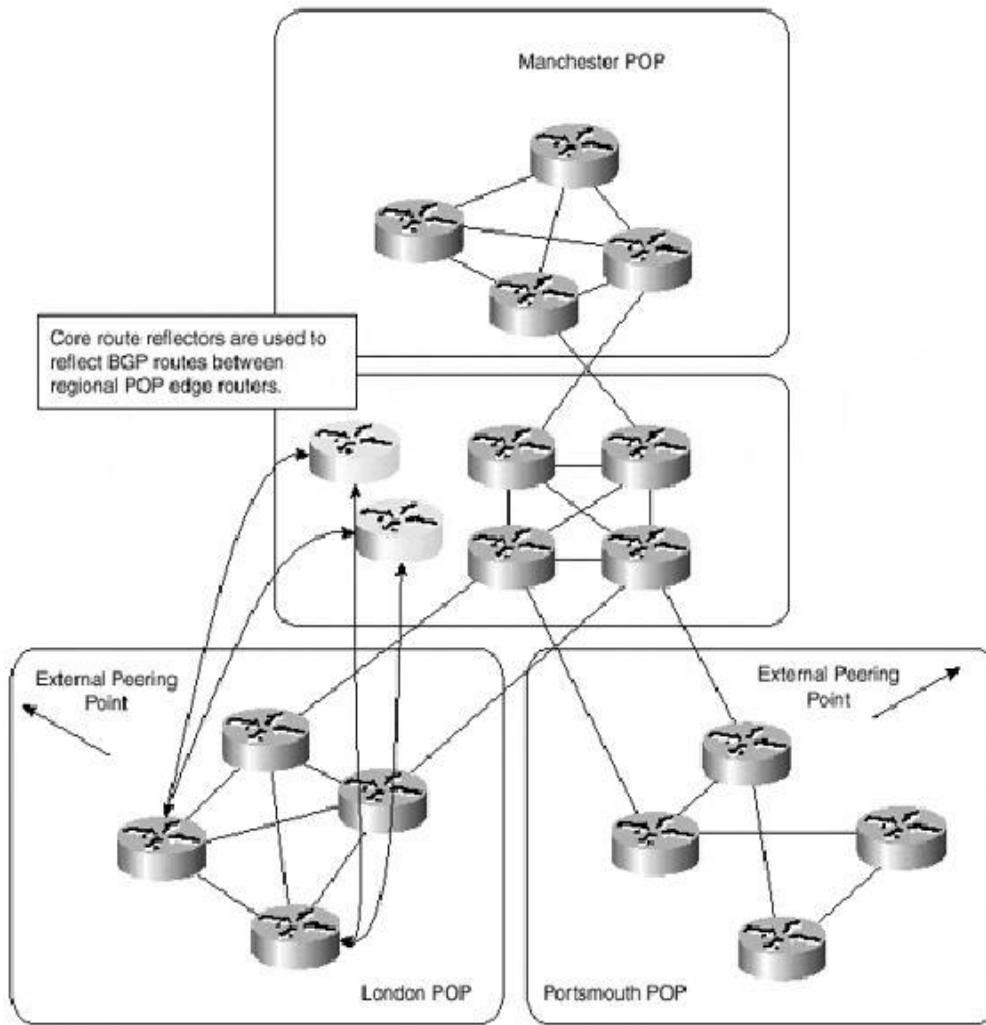 Manchester POP
Core route reflectors are used to
reflect BGP routes between
regional POP edge routers.
External Peering
Point
External Peering
Point
London POP
Portsmouth POP